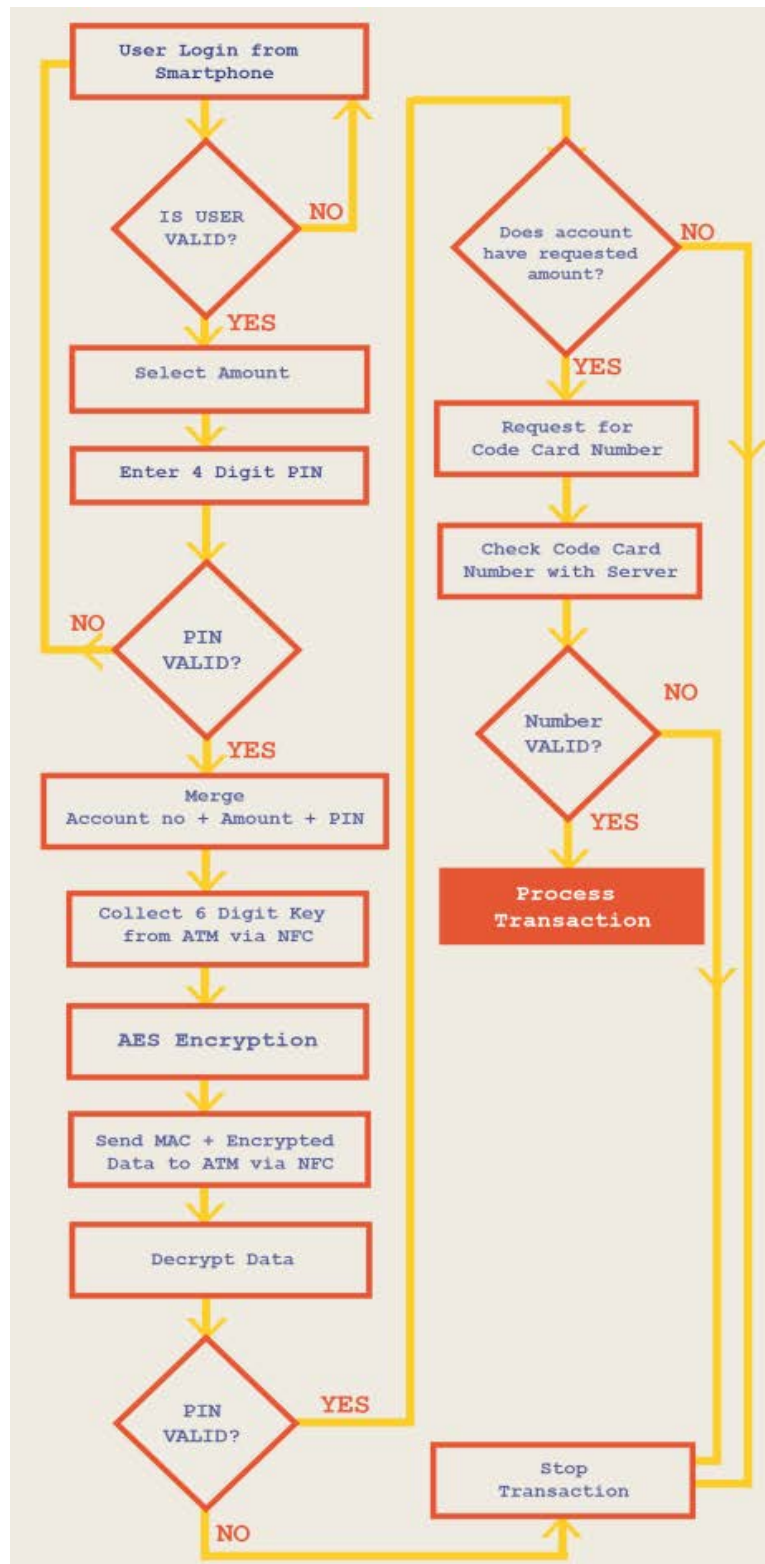 User Login from
Smartphone
IS USER
VALID?
NO
YES
Select Amount
Enter 4 Digit PIN
PIN
VALID?
NO
YES
Merge
Account no + Amount + PIN
Collect 6 Digit Key
from ATM via NFC
AES Encryption
Send MAC + Encrypted
Data to ATM via NFC
Decrypt Data
PIN
VALID?
YES
NO
Does account
have requested
amount?
NO
YES
Request for
Code Card Number
Check Code Card
Number with Server
Number
VALID?
NO
YES
Process
Transaction
Stop
Transaction